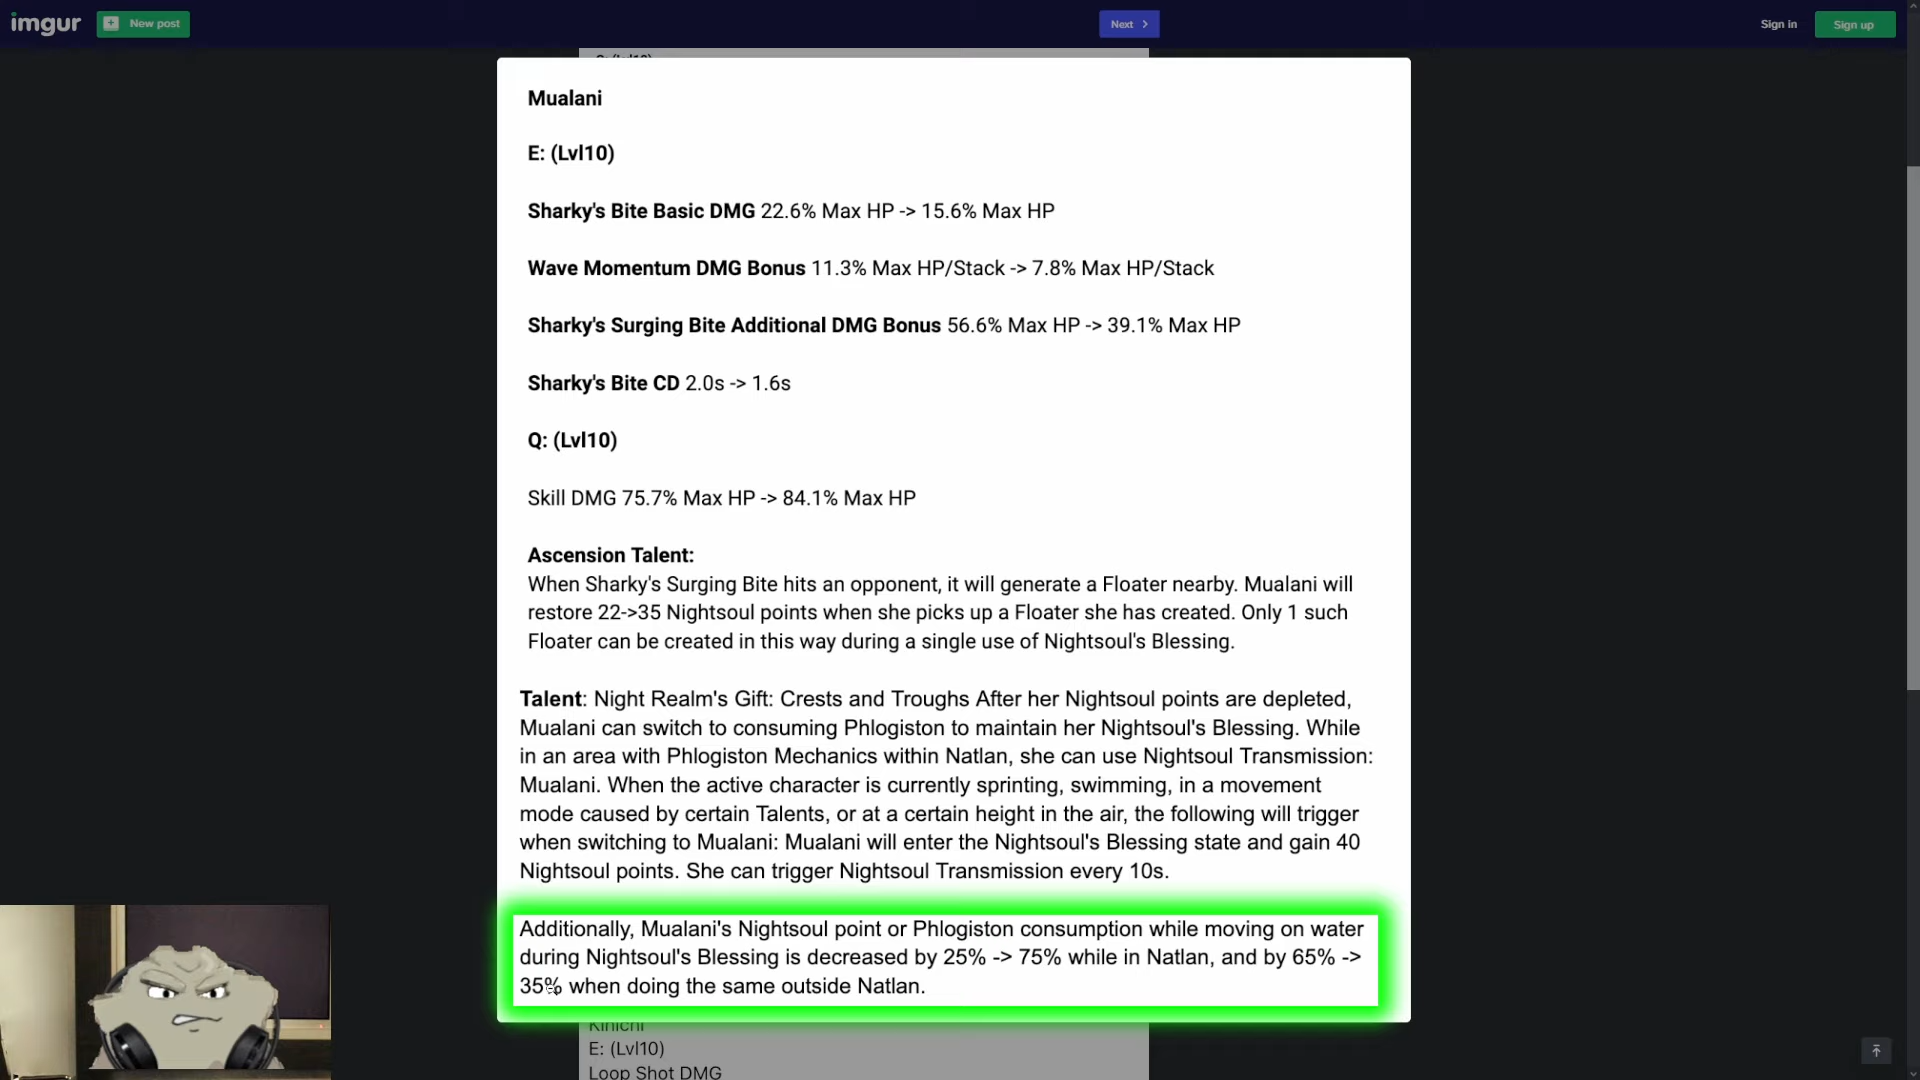 imgur
New post
Next
Sign in
Sign up
Mualani
E: (Lvl10)
Sharky's Bite Basic DMG 22.6% Max HP -> 15.6% Max HP
Wave Momentum DMG Bonus 11.3% Max HP/Stack -> 7.8% Max HP/Stack
Sharky's Surging Bite Additional DMG Bonus 56.6% Max HP -> 39.1% Max HP
Sharky's Bite CD 2.0s -> 1.6s
Q: (Lvl10)
Skill DMG 75.7% Max HP -> 84.1% Max HP
Ascension Talent:
When Sharky's Surging Bite hits an opponent, it will generate a Floater nearby. Mualani will
restore 22->35 Nightsoul points when she picks up a Floater she has created. Only 1 such
Floater can be created in this way during a single use of Nightsoul's Blessing.
Talent: Night Realm's Gift: Crests and Troughs After her Nightsoul points are depleted,
Mualani can switch to consuming Phlogiston to maintain her Nightsoul's Blessing. While
in an area with Phlogiston Mechanics within Natlan, she can use Nightsoul Transmission:
Mualani. When the active character is currently sprinting, swimming, in a movement
mode caused by certain Talents, or at a certain height in the air, the following will trigger
when switching to Mualani: Mualani will enter the Nightsoul's Blessing state and gain 40
Nightsoul points. She can trigger Nightsoul Transmission every 10s.
Additionally, Mualani's Nightsoul point or Phlogiston consumption while moving on water
during Nightsoul's Blessing is decreased by 25% -> 75% while in Natlan, and by 65% ->
35% when doing the same outside Natlan.
Kinichi
E: (Lvl10)
Loop Shot DMG